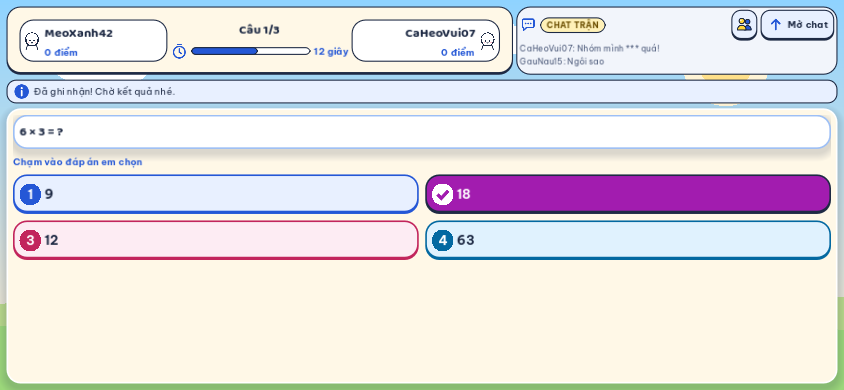 MeoXanh42
0 điểm
Câu 1/3
12 giây
CaHeoVui07
0 điểm
CHAT TRẬN
Mở chat
CaHeoVui07: Nhóm mình *** quá!
GauNau15: Ngôi sao
Đã ghi nhận! Chờ kết quả nhé.
6 × 3 = ?
Chạm vào đáp án em chọn
1 9
18
3 12
4 63